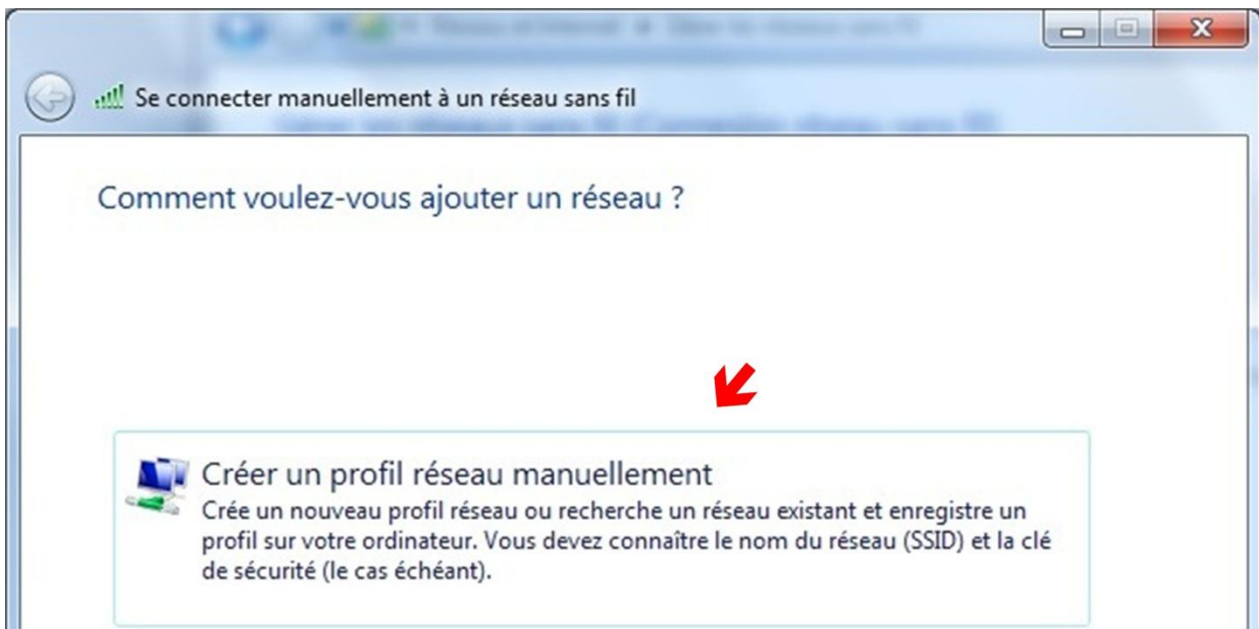 Se connecter manuellement à un réseau sans fil
Comment voulez-vous ajouter un réseau ?
Créer un profil réseau manuellement
Crée un nouveau profil réseau ou recherche un réseau existant et enregistre un
profil sur votre ordinateur. Vous devez connaître le nom du réseau (SSID) et la clé
de sécurité (le cas échéant).